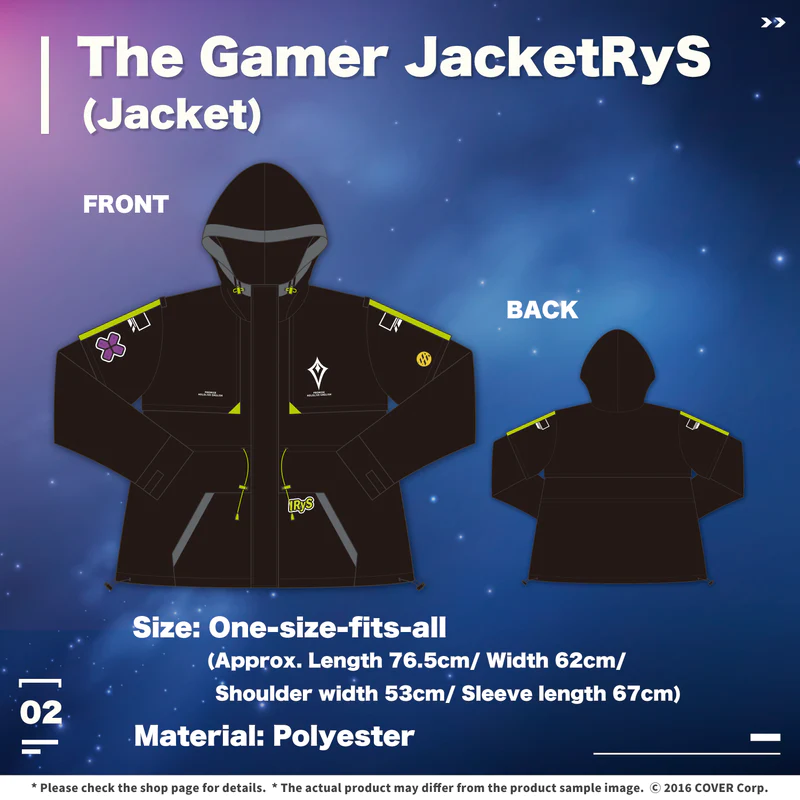 The Gamer JacketRyS
(Jacket)
FRONT
BACK
IRyS
Size: One-size-fits-all
(Approx. Length 76.5cm/ Width 62cm/
Shoulder width 53cm/ Sleeve length 67cm)
02
Material: Polyester
* Please check the shop page for details. * The actual product may differ from the product sample image. © 2016 COVER Corp.